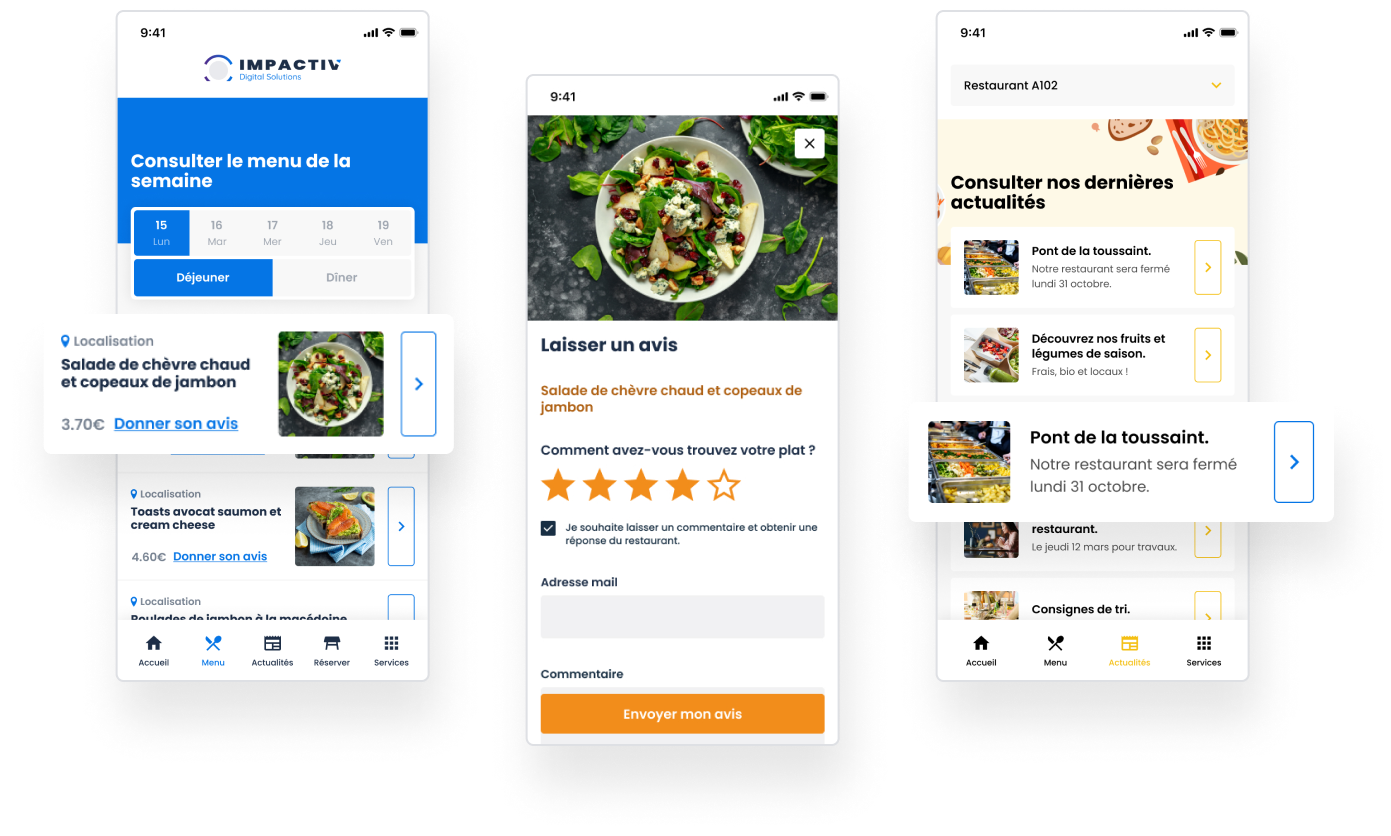 9:41
IMPACTIV
Digital Solutions
Consulter le menu de la
semaine
15
Lun
16
Mar
17
Mer
18
Jeu
19
Ven
Déjeuner
Dîner
Localisation
Salade de chèvre chaud
et copeaux de jambon
3.70€ Donner son avis
Localisation
Toasts avocat saumon et
cream cheese
4.60€ Donner son avis
Localisation
Roulades de jambon à la macédoine
Accueil
Menu
Actualités
Réserver
Services
9:41
Laisser un avis
Salade de chèvre chaud et copeaux de
jambon
Comment avez-vous trouvez votre plat ?
Je souhaite laisser un commentaire et obtenir une
réponse du restaurant.
Adresse mail
Commentaire
Envoyer mon avis
9:41
Restaurant A102
Consulter nos dernières
actualités
Pont de la toussaint.
Notre restaurant sera fermé
lundi 31 octobre.
Découvrez nos fruits et
légumes de saison.
Frais, bio et locaux !
Pont de la toussaint.
Notre restaurant sera fermé
lundi 31 octobre.
restaurant.
Le jeudi 12 mars pour travaux.
Consignes de tri.
Accueil
Menu
Actualités
Services